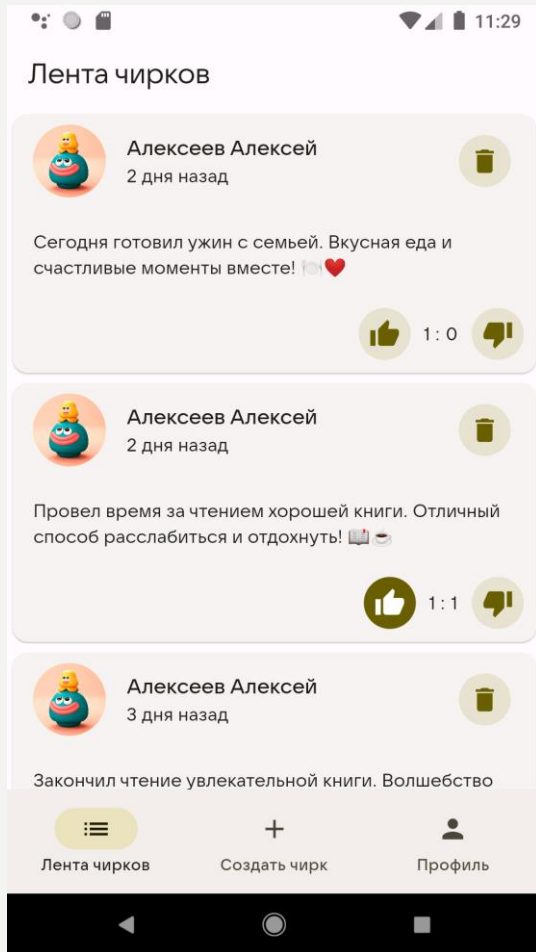 11:29
Лента чирков
Алексеев Алексей
2 дня назад
Сегодня готовил ужин с семьей. Вкусная еда и
счастливые моменты вместе! 🍽️❤️
1 : 0
Алексеев Алексей
2 дня назад
Провел время за чтением хорошей книги. Отличный
способ расслабиться и отдохнуть! 📖☕
1 : 1
Алексеев Алексей
3 дня назад
Закончил чтение увлекательной книги. Волшебство
Лента чирков
Создать чирк
Профиль